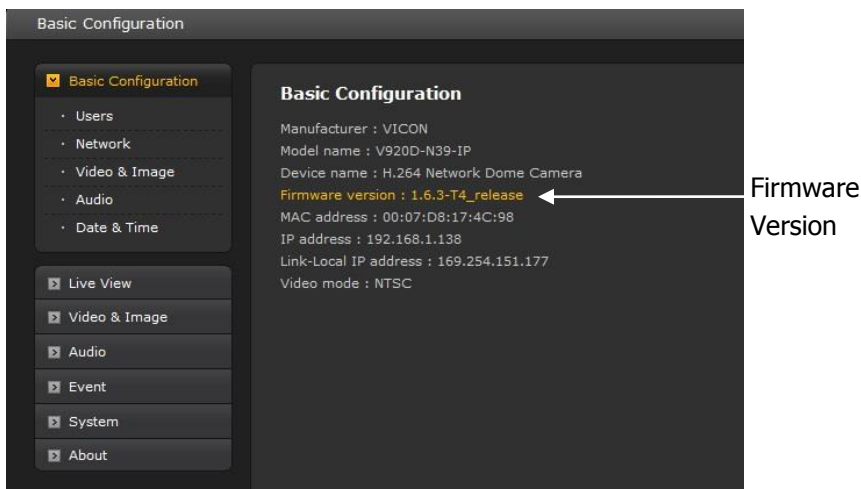 Basic Configuration
Basic Configuration
· Users
· Network
· Video & Image
· Audio
· Date & Time
Live View
Video & Image
Audio
Event
System
About
Basic Configuration
Manufacturer : VICON
Model name : V920D-N39-IP
Device name : H.264 Network Dome Camera
Firmware version : 1.6.3-T4_release
MAC address : 00:07:D8:17:4C:98
IP address : 192.168.1.138
Link-Local IP address : 169.254.151.177
Video mode : NTSC
Firmware
Version